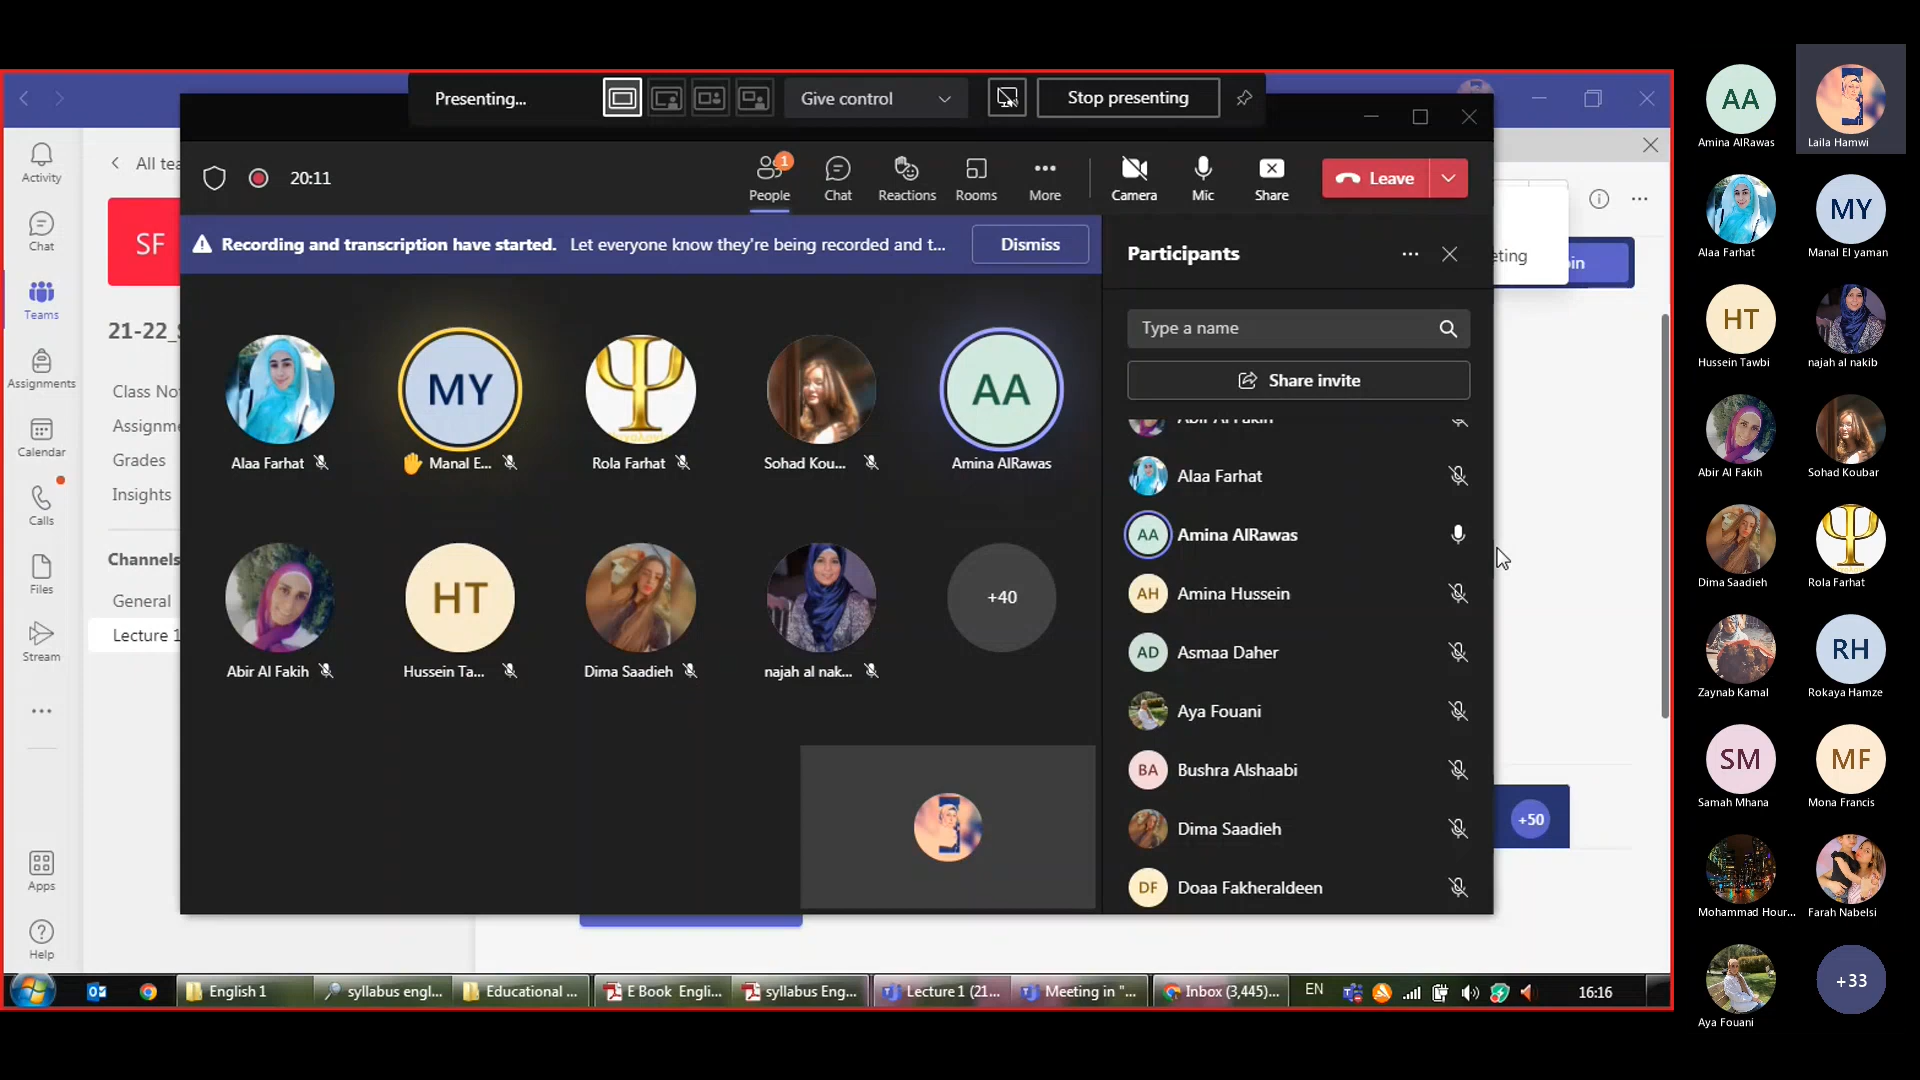 Presenting...
Give control
Stop presenting
20:11
People
1
Chat
Reactions
Rooms
More
Camera
Mic
Share
Leave
Recording and transcription have started. Let everyone know they're being recorded and t...
Dismiss
Participants
Type a name
Share invite
Abir Al Fakih
Alaa Farhat
AA
Amina AlRawas
AH
Amina Hussein
AD
Asmaa Daher
Aya Fouani
BA
Bushra Alshaabi
Dima Saadieh
DF
Doaa Fakheraldeen
Alaa Farhat
MY
Manal E...
Rola Farhat
Sohad Kou...
AA
Amina AlRawas
Abir Al Fakih
HT
Hussein Ta...
Dima Saadieh
najah al nak...
+40
Activity
Chat
Teams
Assignments
Calendar
Calls
Files
Stream
Apps
Help
All tea
SF
21-22_S
Class No
Assignme
Grades
Insights
Channels
General
Lecture 1
eting
in
+50
English 1
syllabus engl...
Educational ...
E Book Engli...
syllabus Eng...
Lecture 1 (21...
Meeting in "...
Inbox (3,445)...
EN
16:16
AA
Amina AlRawas
Laila Hamwi
Alaa Farhat
MY
Manal El yaman
HT
Hussein Tawbi
najah al nakib
Abir Al Fakih
Sohad Koubar
Dima Saadieh
Rola Farhat
Zaynab Kamal
RH
Rokaya Hamze
SM
Samah Mhana
MF
Mona Francis
Mohammad Hour...
Farah Nabelsi
Aya Fouani
+33